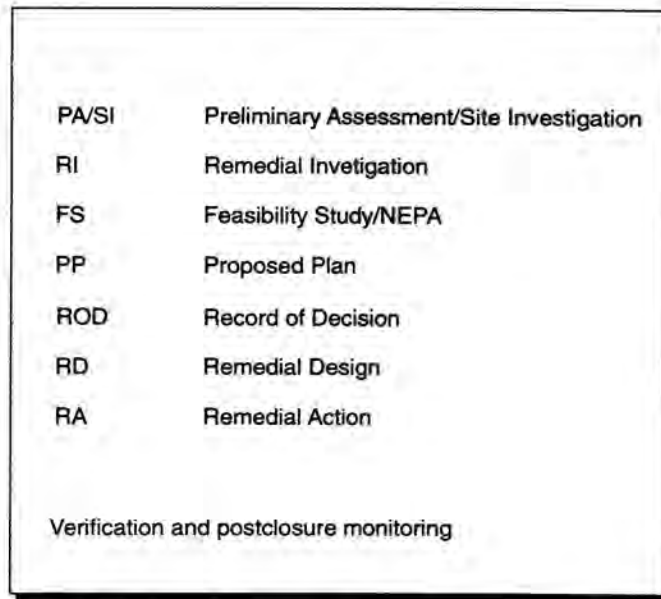 PA/SI Preliminary Assessment/Site Investigation
RI Remedial Invetigation
FS Feasibility Study/NEPA
PP Proposed Plan
ROD Record of Decision
RD Remedial Design
RA Remedial Action
Verification and postclosure monitoring